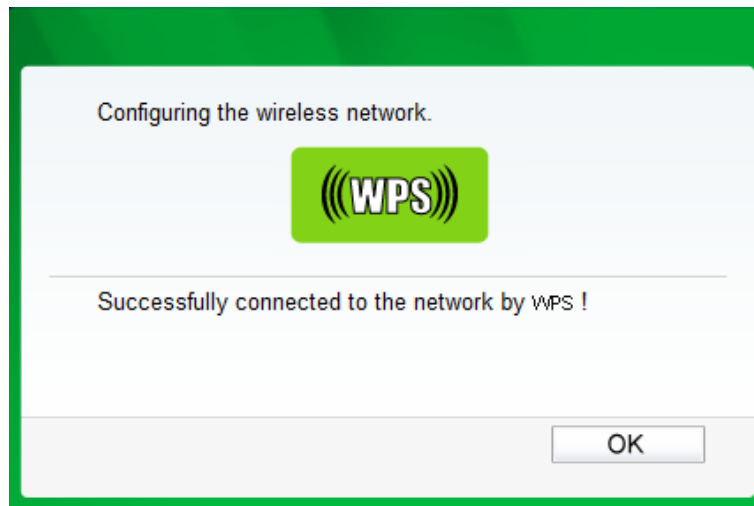 Configuring the wireless network.
WPS
Successfully connected to the network by WPS !
OK